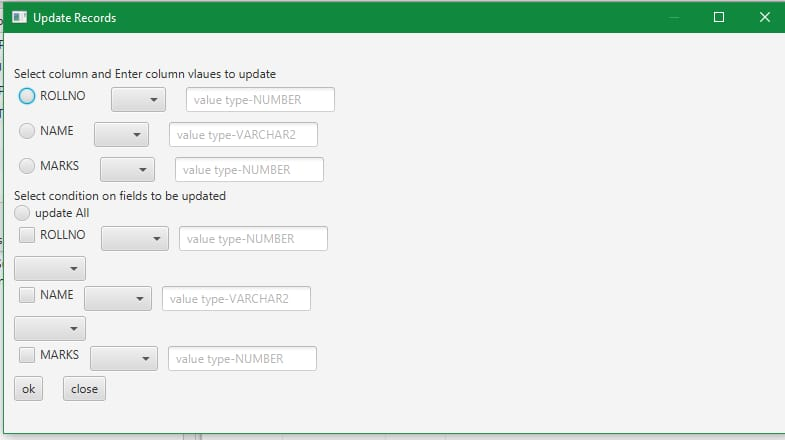 Update Records
Select column and Enter column vlaues to update
ROLLNO value type-NUMBER
NAME value type-VARCHAR2
MARKS value type-NUMBER
Select condition on fields to be updated
update All
ROLLNO value type-NUMBER
NAME value type-VARCHAR2
MARKS value type-NUMBER
ok close